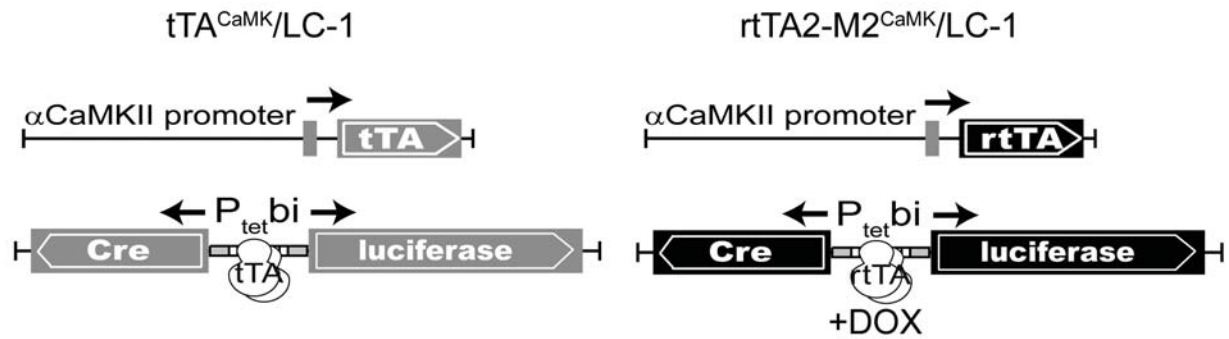 tTA^CaMK/LC-1
αCaMKII promoter
tTA
P_tet bi
Cre
luciferase
tTA
rtTA2-M2^CaMK/LC-1
αCaMKII promoter
rtTA
P_tet bi
Cre
luciferase
rtTA
+DOX